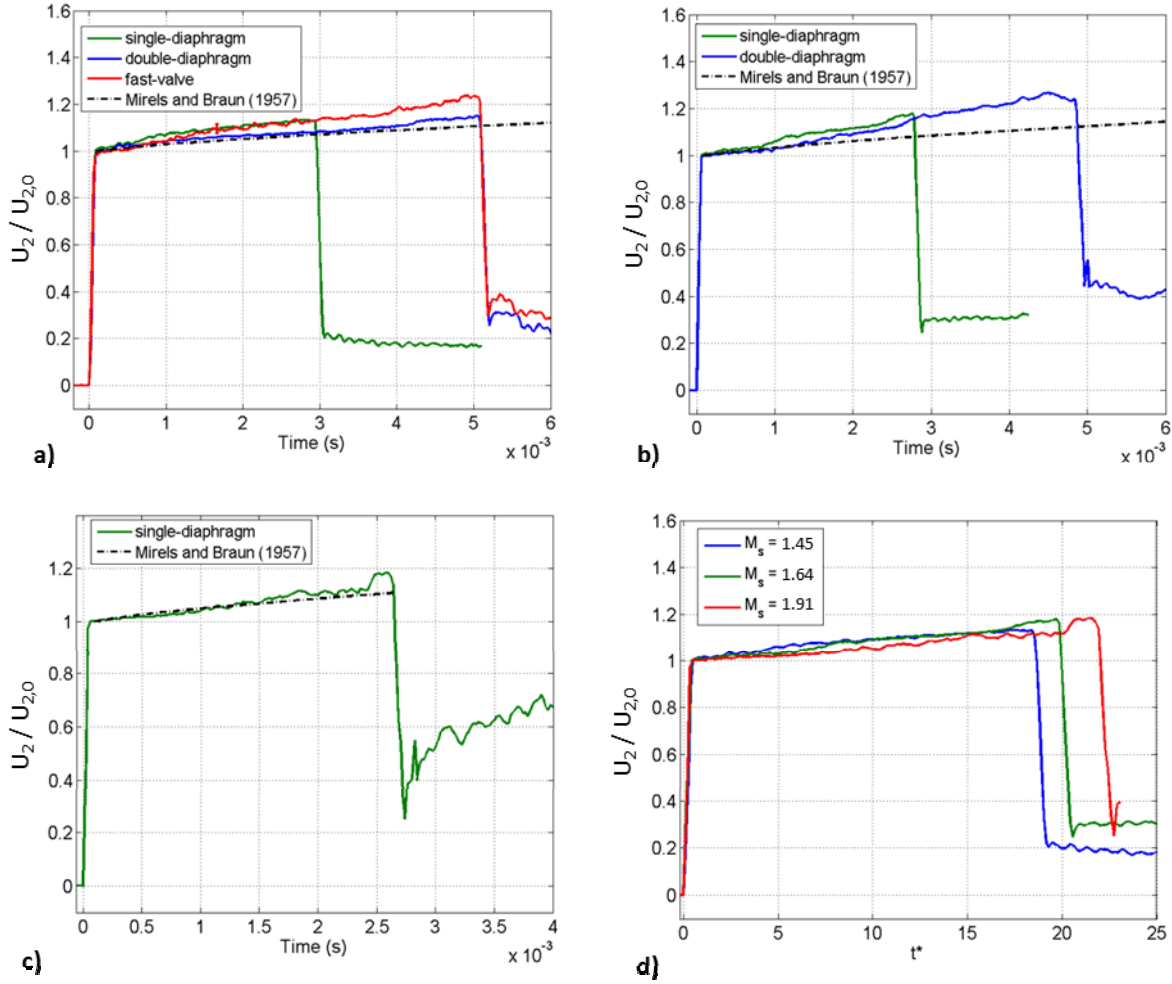 1.6
1.4
1.2
1
0.8
0.6
0.4
0.2
0
U2 / U2,O
single-diaphragm
double-diaphragm
fast-valve
Mirels and Braun (1957)
0 1 2 3 4 5 6
Time (s)
x 10-3
a)
1.6
1.4
1.2
1
0.8
0.6
0.4
0.2
0
U2 / U2,O
single-diaphragm
double-diaphragm
Mirels and Braun (1957)
0 1 2 3 4 5 6
Time (s)
x 10-3
b)
1.2
1
0.8
0.6
0.4
0.2
0
U2 / U2,O
single-diaphragm
Mirels and Braun (1957)
0 0.5 1 1.5 2 2.5 3 3.5 4
Time (s)
x 10-3
c)
1.6
1.4
1.2
1
0.8
0.6
0.4
0.2
0
U2 / U2,O
Ms = 1.45
Ms = 1.64
Ms = 1.91
0 5 10 15 20 25
t*
d)